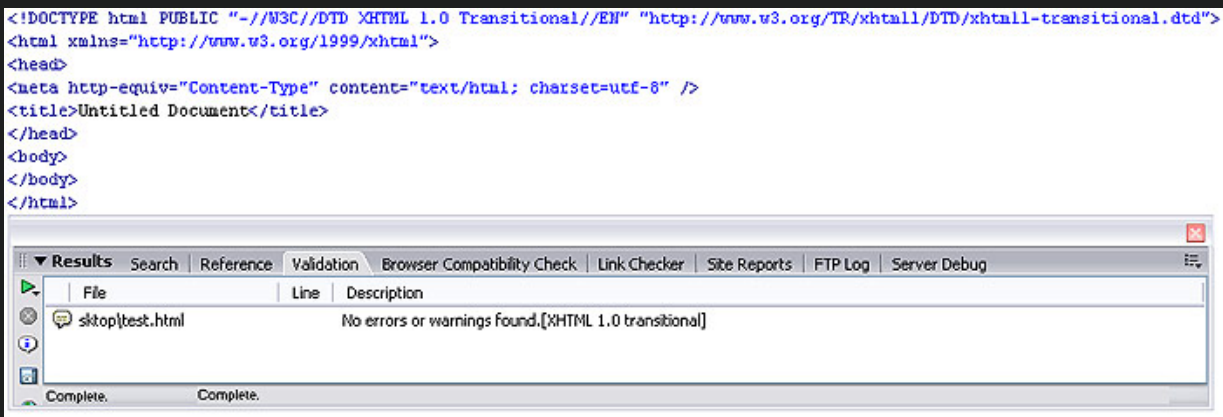 <!DOCTYPE html PUBLIC "-//W3C//DTD XHTML 1.0 Transitional//EN" "http://www.w3.org/TR/xhtml1/DTD/xhtml1-transitional.dtd">
<html xmlns="http://www.w3.org/1999/xhtml">
<head>
<meta http-equiv="Content-Type" content="text/html; charset=utf-8" />
<title>Untitled Document</title>
</head>
<body>
</body>
</html>
Results Search Reference Validation Browser Compatibility Check Link Checker Site Reports FTP Log Server Debug
File Line Description
sktop\test.html No errors or warnings found.[XHTML 1.0 transitional]
Complete. Complete.